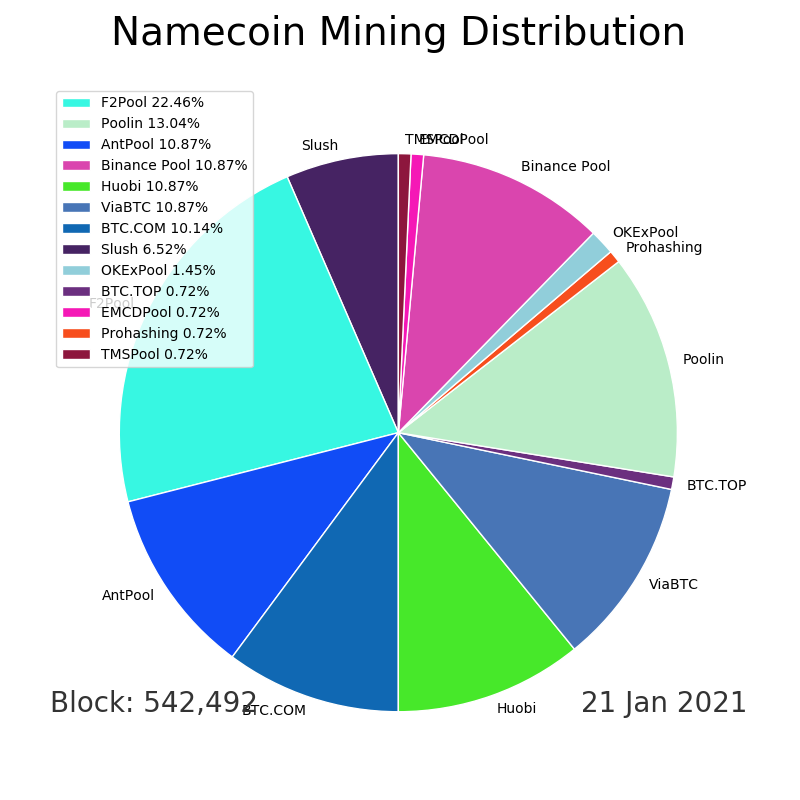 Namecoin Mining Distribution
F2Pool 22.46%
Poolin 13.04%
AntPool 10.87%
Binance Pool 10.87%
Huobi 10.87%
ViaBTC 10.87%
BTC.COM 10.14%
Slush 6.52%
OKExPool 1.45%
BTC.TOP 0.72%
EMCDPool 0.72%
Prohashing 0.72%
TMSPool 0.72%
TMSPool
EMCDPool
Slush
Binance Pool
OKExPool
Prohashing
F2Pool
Poolin
BTC.TOP
ViaBTC
AntPool
Huobi
BTC.COM
Block: 542,492
21 Jan 2021